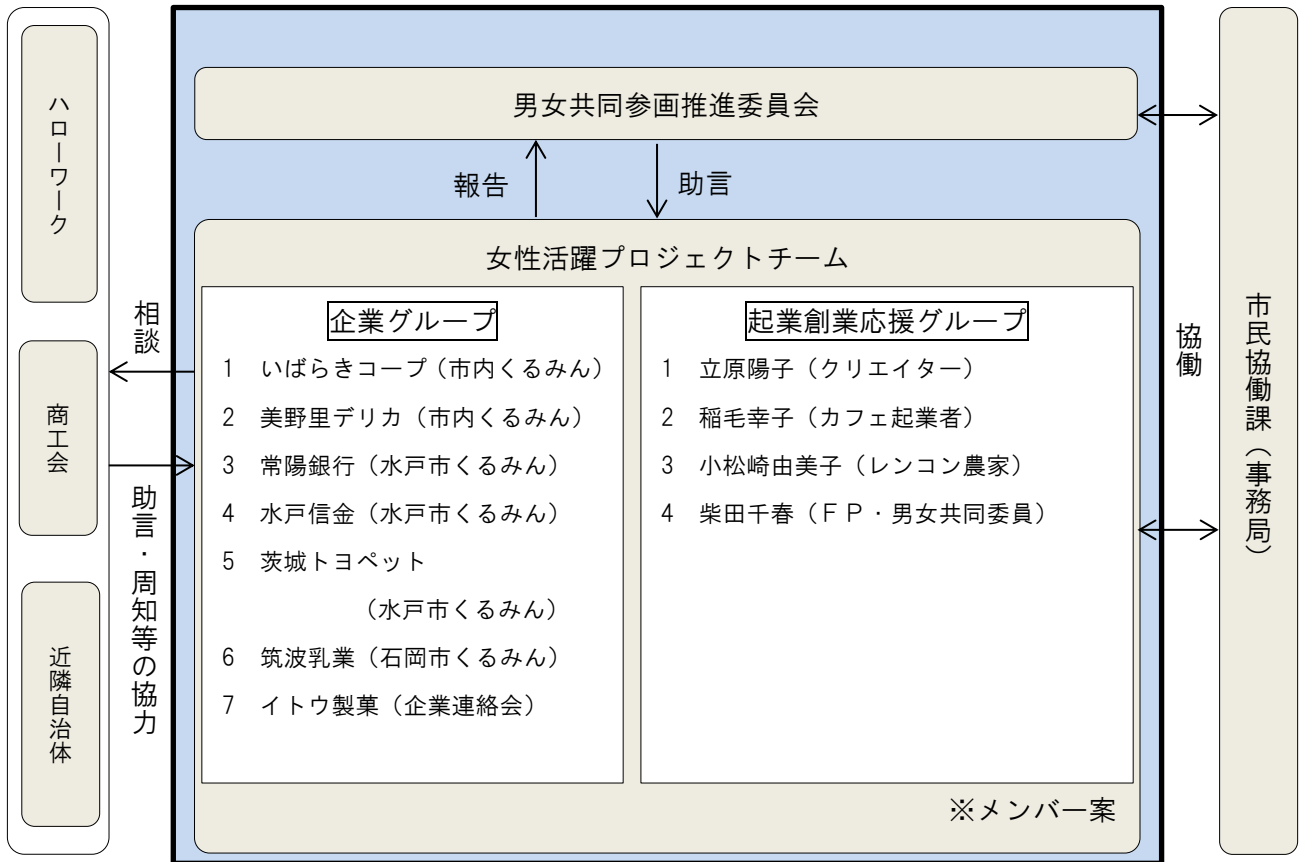 ハローワーク
商工会
近隣自治体
相談
助言・周知等の協力
男女共同参画推進委員会
報告
助言
女性活躍プロジェクトチーム
企業グループ
1 いばらきコープ（市内くるみん）
2 美野里デリカ（市内くるみん）
3 常陽銀行（水戸市くるみん）
4 水戸信金（水戸市くるみん）
5 茨城トヨペット
（水戸市くるみん）
6 筑波乳業（石岡市くるみん）
7 イトウ製菓（企業連絡会）
起業創業応援グループ
1 立原陽子（クリエイター）
2 稲毛幸子（カフェ起業者）
3 小松崎由美子（レンコン農家）
4 柴田千春（ＦＰ・男女共同委員）
※メンバー案
協働
市民協働課（事務局）